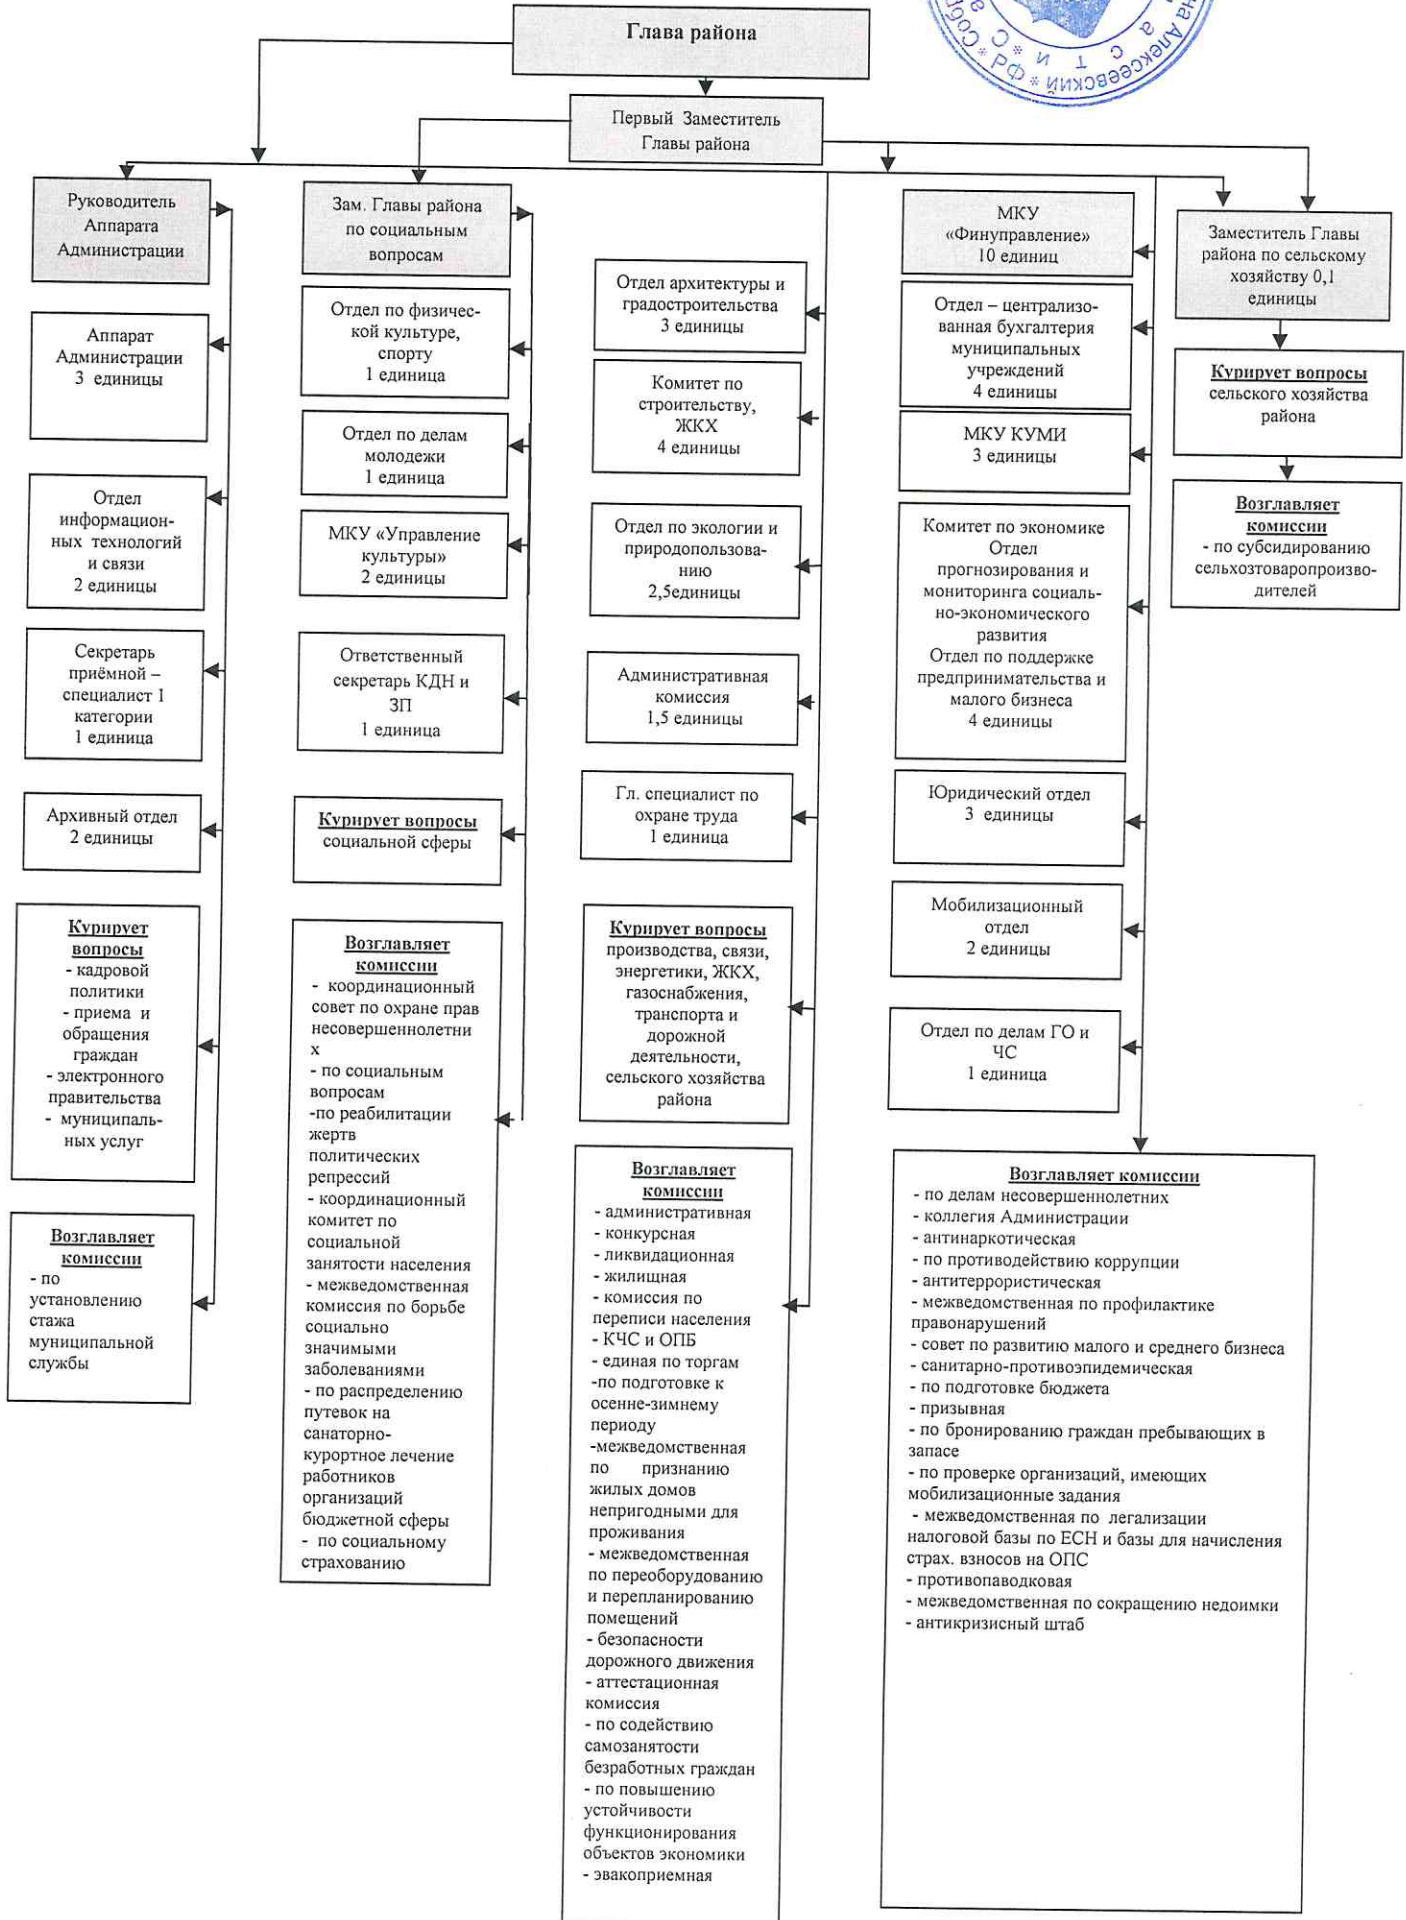 Глава района
Первый Заместитель
Главы района
на Алексеевский * РФ * Собр
Руководитель
Аппарата
Администрации
Аппарат
Администрации
3 единицы
Отдел
информацион-
ных технологий
и связи
2 единицы
Секретарь
приёмной –
специалист 1
категории
1 единица
Архивный отдел
2 единицы
Курирует
вопросы
- кадровой
политики
- приема и
обращения
граждан
- электронного
правительства
- муниципаль-
ных услуг
Возглавляет
комиссии
- по
установлению
стажа
муниципальной
службы
Зам. Главы района
по социальным
вопросам
Отдел по физичес-
кой культуре,
спорту
1 единица
Отдел по делам
молодежи
1 единица
МКУ «Управление
культуры»
2 единицы
Ответственный
секретарь КДН и
ЗП
1 единица
Курирует вопросы
социальной сферы
Возглавляет
комиссии
- координационный
совет по охране прав
несовершеннолетни
х
- по социальным
вопросам
-по реабилитации
жертв
политических
репрессий
- координационный
комитет по
социальной
занятости населения
- межведомственная
комиссия по борьбе
социально
значимыми
заболеваниями
- по распределению
путевок на
санаторно-
курортное лечение
работников
организаций
бюджетной сферы
- по социальному
страхованию
Отдел архитектуры и
градостроительства
3 единицы
Комитет по
строительству,
ЖКХ
4 единицы
Отдел по экологии и
природопользова-
нию
2,5единицы
Административная
комиссия
1,5 единицы
Гл. специалист по
охране труда
1 единица
Курирует вопросы
производства, связи,
энергетики, ЖКХ,
газоснабжения,
транспорта и
дорожной
деятельности,
сельского хозяйства
района
Возглавляет
комиссии
- административная
- конкурсная
- ликвидационная
- жилищная
- комиссия по
переписи населения
- КЧС и ОПБ
- единая по торгам
-по подготовке к
осенне-зимнему
периоду
-межведомственная
по признанию
жилых домов
непригодными для
проживания
- межведомственная
по переоборудованию
и перепланированию
помещений
- безопасности
дорожного движения
- аттестационная
комиссия
- по содействию
самозанятости
безработных граждан
- по повышению
устойчивости
функционирования
объектов экономики
- эвакоприемная
МКУ
«Финуправление»
10 единиц
Отдел – централизо-
ванная бухгалтерия
муниципальных
учреждений
4 единицы
МКУ КУМИ
3 единицы
Комитет по экономике
Отдел
прогнозирования и
мониторинга социаль-
но-экономического
развития
Отдел по поддержке
предпринимательства и
малого бизнеса
4 единицы
Юридический отдел
3 единицы
Мобилизационный
отдел
2 единицы
Отдел по делам ГО и
ЧС
1 единица
Возглавляет комиссии
- по делам несовершеннолетних
- коллегия Администрации
- антинаркотическая
- по противодействию коррупции
- антитеррористическая
- межведомственная по профилактике
правонарушений
- совет по развитию малого и среднего бизнеса
- санитарно-противоэпидемическая
- по подготовке бюджета
- призывная
- по бронированию граждан пребывающих в
запасе
- по проверке организаций, имеющих
мобилизационные задания
- межведомственная по легализации
налоговой базы по ЕСН и базы для начисления
страх. взносов на ОПС
- противопаводковая
- межведомственная по сокращению недоимки
- антикризисный штаб
Заместитель Главы
района по сельскому
хозяйству 0,1
единицы
Курирует вопросы
сельского хозяйства
района
Возглавляет
комиссии
- по субсидированию
сельхозтоваропроизво-
дителей